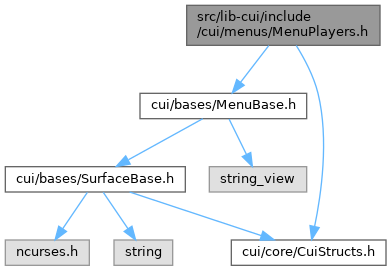 src/lib-cui/include
/cui/menus/MenuPlayers.h
cui/bases/MenuBase.h
cui/bases/SurfaceBase.h
string_view
ncurses.h
string
cui/core/CuiStructs.h